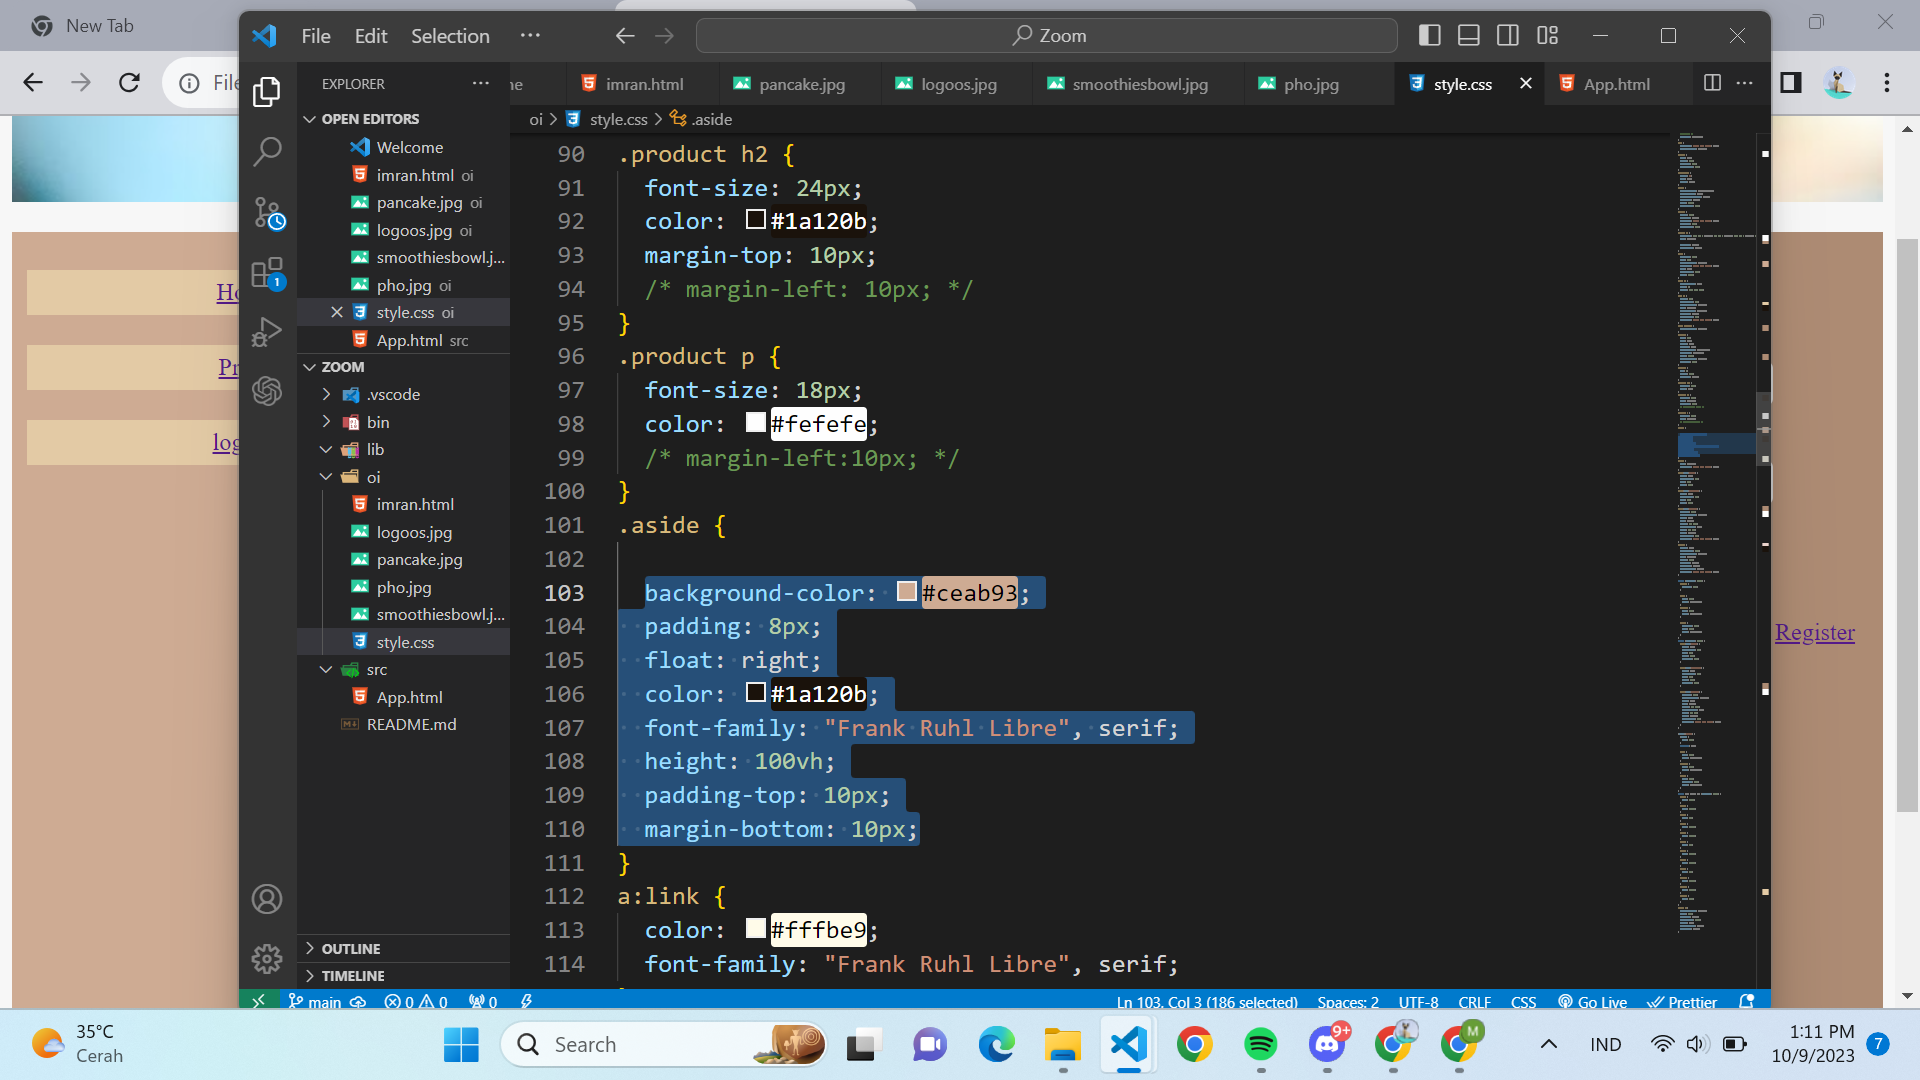 New Tab
File
File Edit Selection ···
Zoom
EXPLORER
ne
imran.html
pancake.jpg
logoos.jpg
smoothiesbowl.jpg
pho.jpg
style.css
App.html
OPEN EDITORS
Welcome
imran.html oi
pancake.jpg oi
logoos.jpg oi
smoothiesbowl.j...
pho.jpg oi
style.css oi
App.html src
ZOOM
.vscode
bin
lib
oi
imran.html
logoos.jpg
pancake.jpg
pho.jpg
smoothiesbowl.j...
style.css
src
App.html
README.md
OUTLINE
TIMELINE
oi > style.css > .aside
90 .product h2 {
91 font-size: 24px;
92 color: #1a120b;
93 margin-top: 10px;
94 /* margin-left: 10px; */
95 }
96 .product p {
97 font-size: 18px;
98 color: #fefefe;
99 /* margin-left:10px; */
100 }
101 .aside {
102
103 background-color: #ceab93;
104 padding: 8px;
105 float: right;
106 color: #1a120b;
107 font-family: "Frank Ruhl Libre", serif;
108 height: 100vh;
109 padding-top: 10px;
110 margin-bottom: 10px;
111 }
112 a:link {
113 color: #fffbe9;
114 font-family: "Frank Ruhl Libre", serif;
1
Ho
Pr
log
Register
main 0 0 0
Ln 103, Col 3 (186 selected) Spaces: 2 UTF-8 CRLF CSS Go Live Prettier
35°C
Cerah
Search
9+
M
IND
1:11 PM
10/9/2023
7